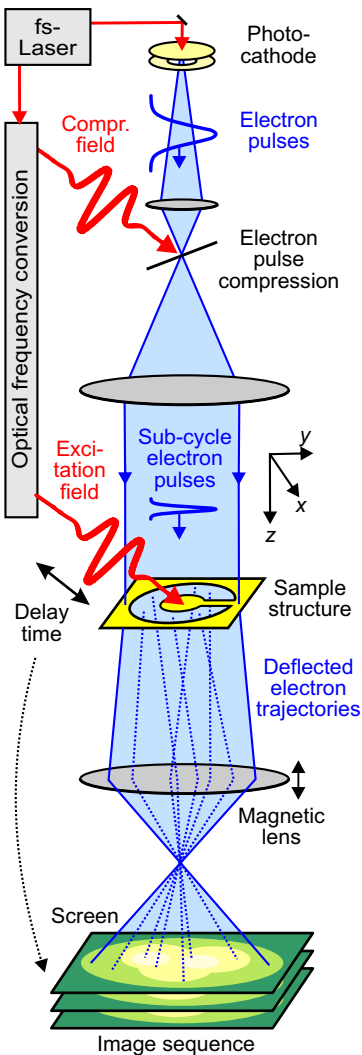 fs-
Laser
Photo-
cathode
Compr.
field
Electron
pulses
Electron
pulse
compression
Optical frequency conversion
Exci-
tation
field
Sub-cycle
electron
pulses
y
x
z
Delay
time
Sample
structure
Deflected
electron
trajectories
Magnetic
lens
Screen
Image sequence